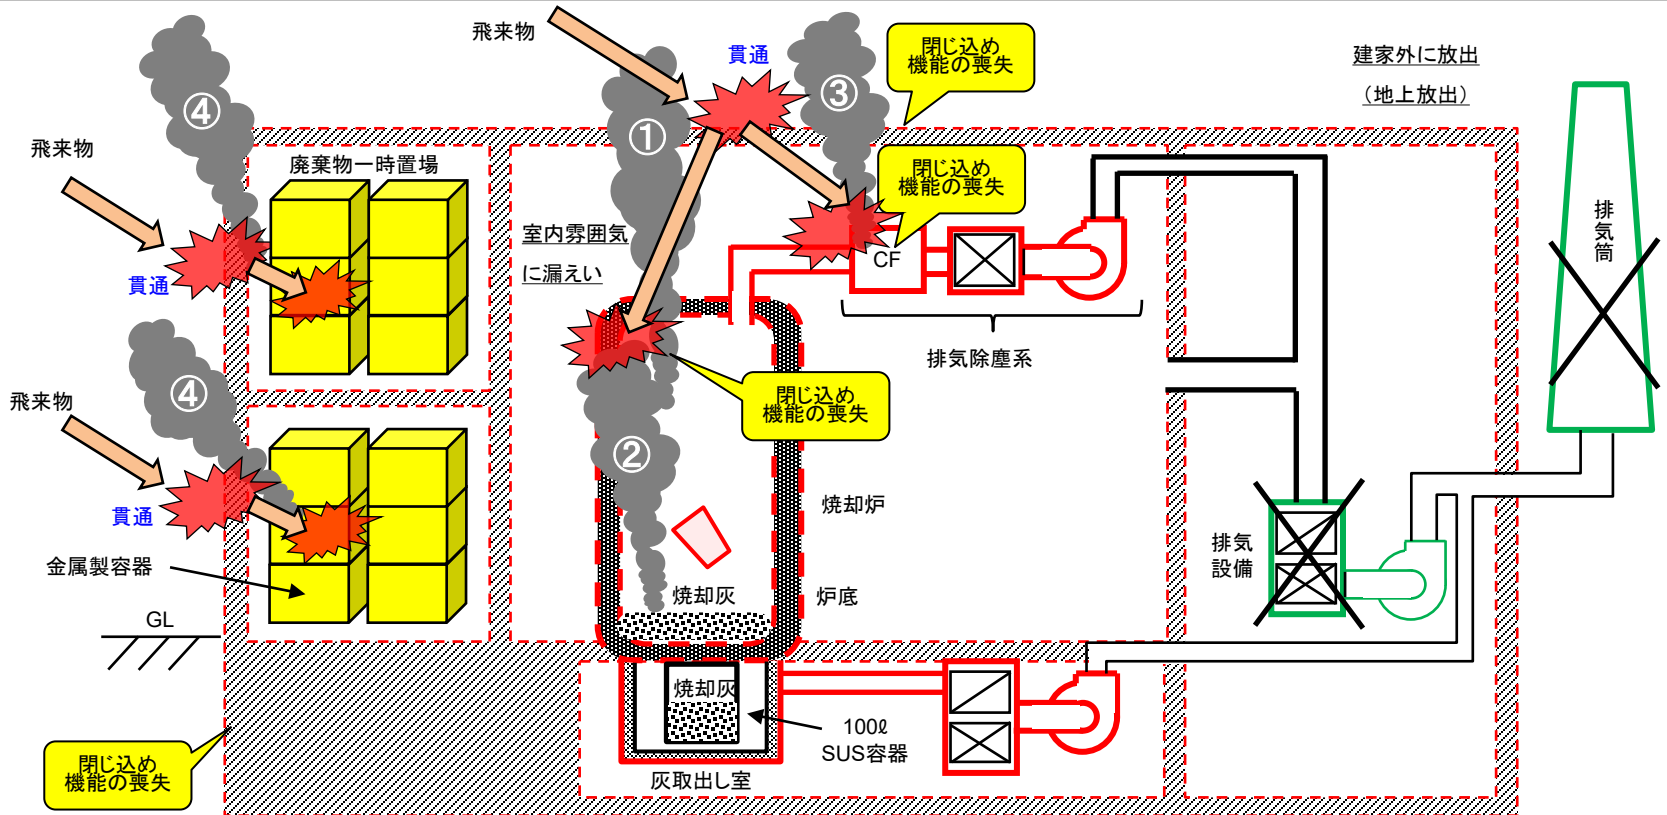 飛来物
貫通
③
閉じ込め
機能の喪失
建家外に放出
（地上放出）
④
①
飛来物
廃棄物一時置場
閉じ込め
機能の喪失
貫通
室内雰囲気
に漏えい
CF
排気筒
排気除塵系
④
飛来物
閉じ込め
機能の喪失
②
貫通
焼却炉
金属製容器
排気
設備
焼却灰
炉底
GL
焼却灰
100ℓ
SUS容器
灰取出し室
閉じ込め
機能の喪失